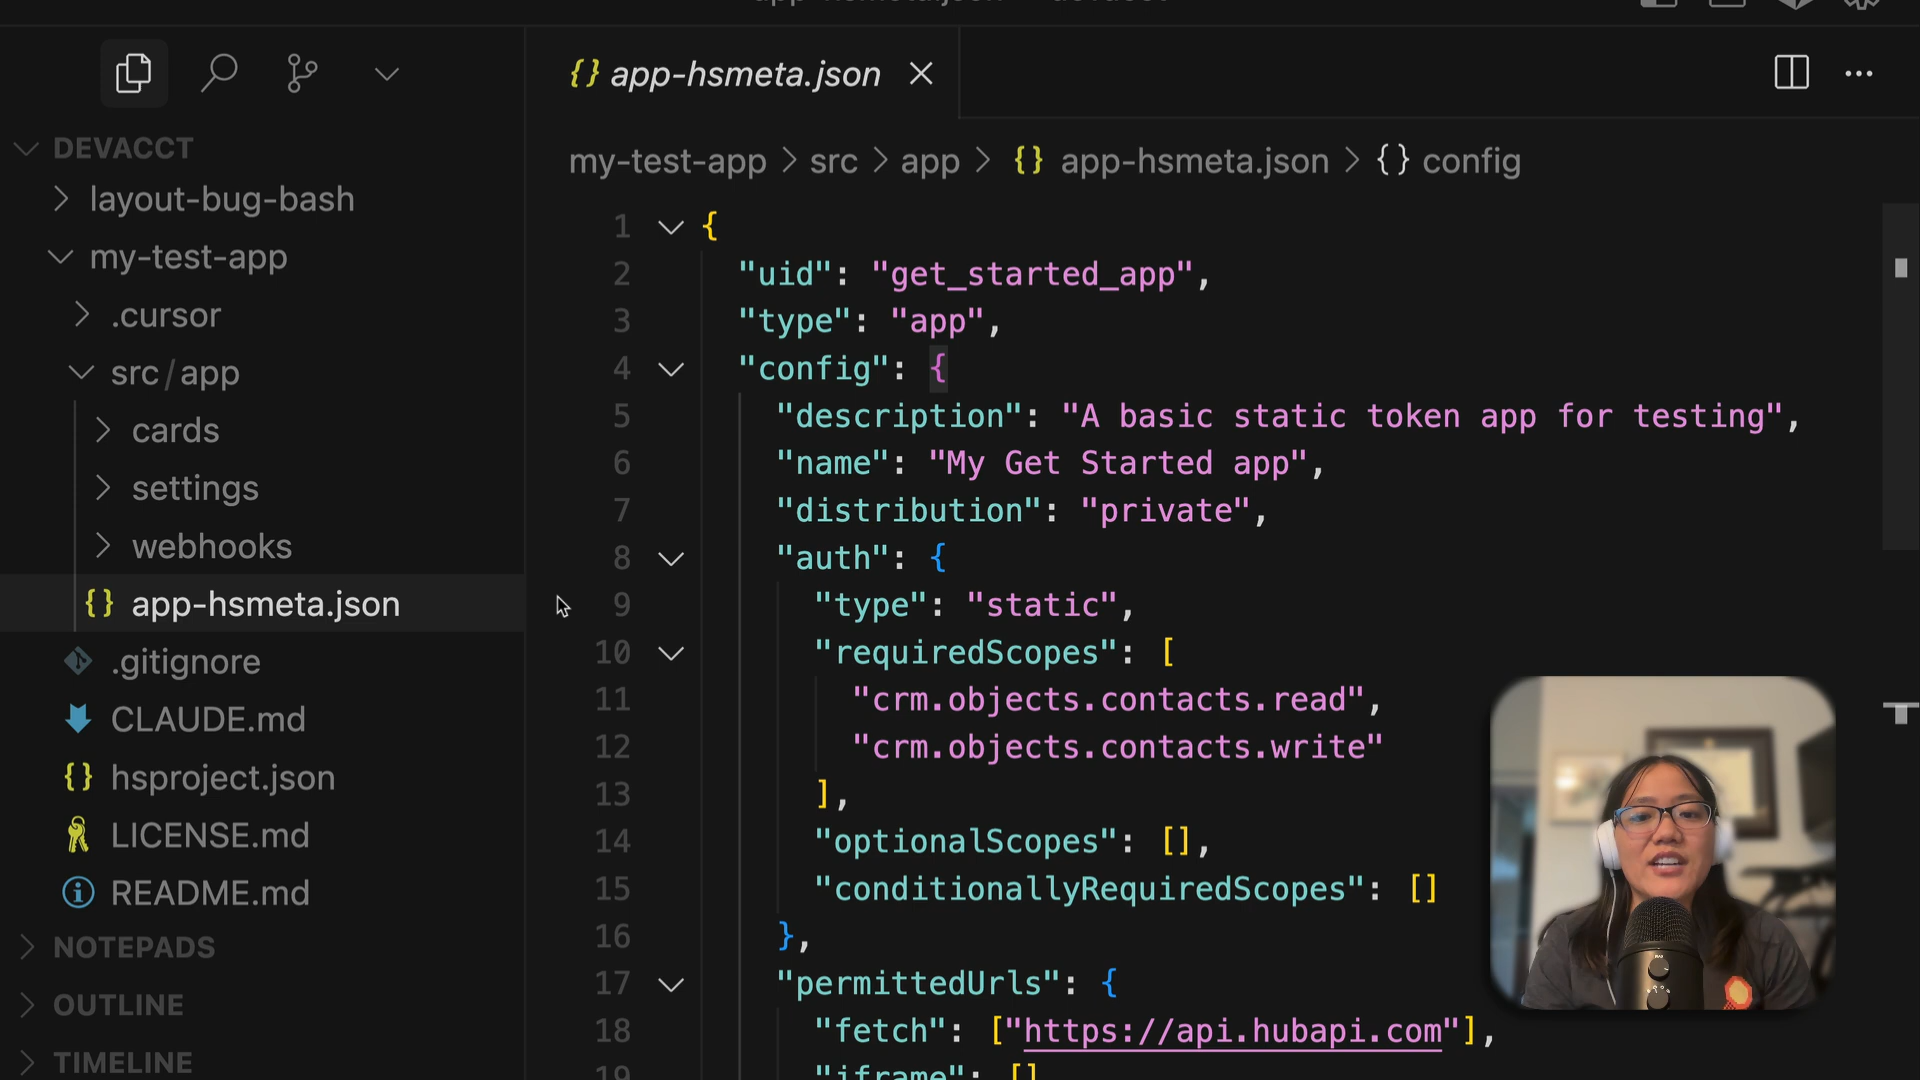 DEVACCT
layout-bug-bash
my-test-app
.cursor
src/app
cards
settings
webhooks
{} app-hsmeta.json
.gitignore
CLAUDE.md
{} hsproject.json
LICENSE.md
README.md
NOTEPADS
OUTLINE
TIMELINE
{} app-hsmeta.json
my-test-app > src > app > {} app-hsmeta.json > {} config
1 {
2 "uid": "get_started_app",
3 "type": "app",
4 "config": {
5 "description": "A basic static token app for testing",
6 "name": "My Get Started app",
7 "distribution": "private",
8 "auth": {
9 "type": "static",
10 "requiredScopes": [
11 "crm.objects.contacts.read",
12 "crm.objects.contacts.write"
13 ],
14 "optionalScopes": [],
15 "conditionallyRequiredScopes": []
16 },
17 "permittedUrls": {
18 "fetch": ["https://api.hubapi.com"],
19 "iframe": []